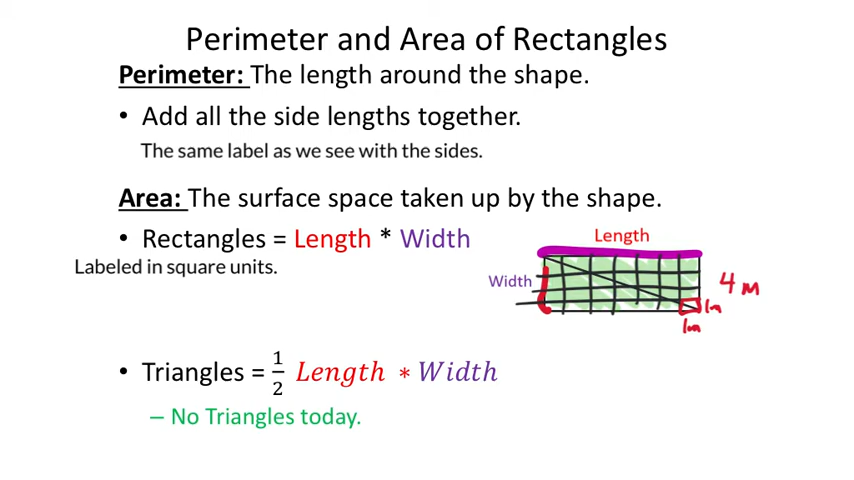 Perimeter and Area of Rectangles
Perimeter: The length around the shape.
• Add all the side lengths together.
The same label as we see with the sides.
Area: The surface space taken up by the shape.
• Rectangles = Length * Width
Labeled in square units.
Length
Width
4 m
1m
1m
• Triangles = 1/2 Length * Width
– No Triangles today.